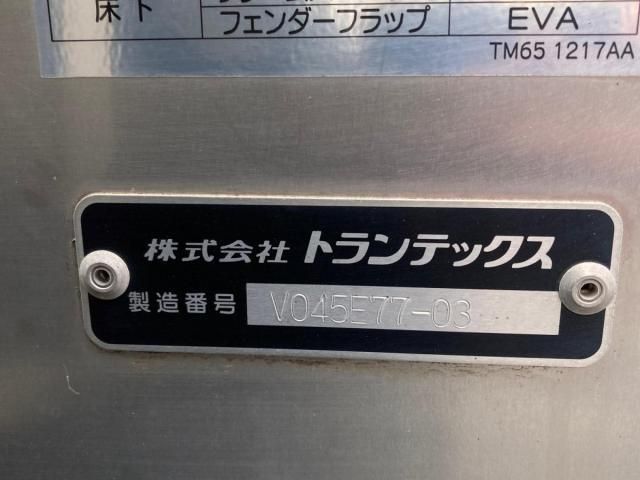 床下
フェンダーフラップ EVA
TM65 1217AA
株式会社 トランテックス
製造番号 V045E77-03